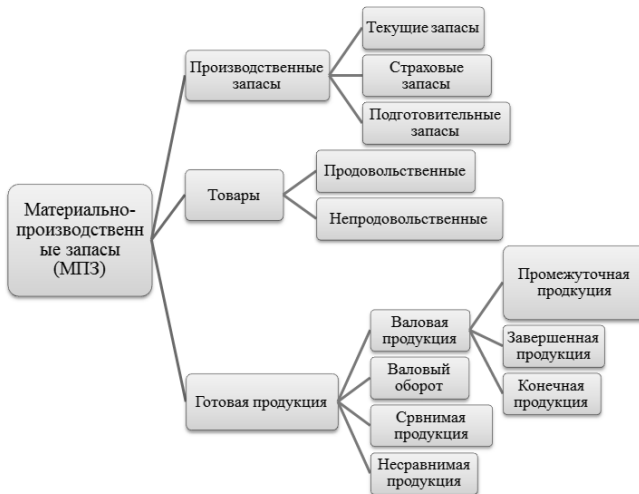 Материально-
производственн
ые запасы
(МПЗ)
Производственные
запасы
Текущие запасы
Страховые
запасы
Подготовительные
запасы
Товары
Продовольственные
Непродовольственные
Готовая продукция
Валовая
продукция
Промежуточная
продкуция
Завершенная
продукция
Конечная
продукция
Валовый
оборот
Срвнимая
продукция
Несравнимая
продукция